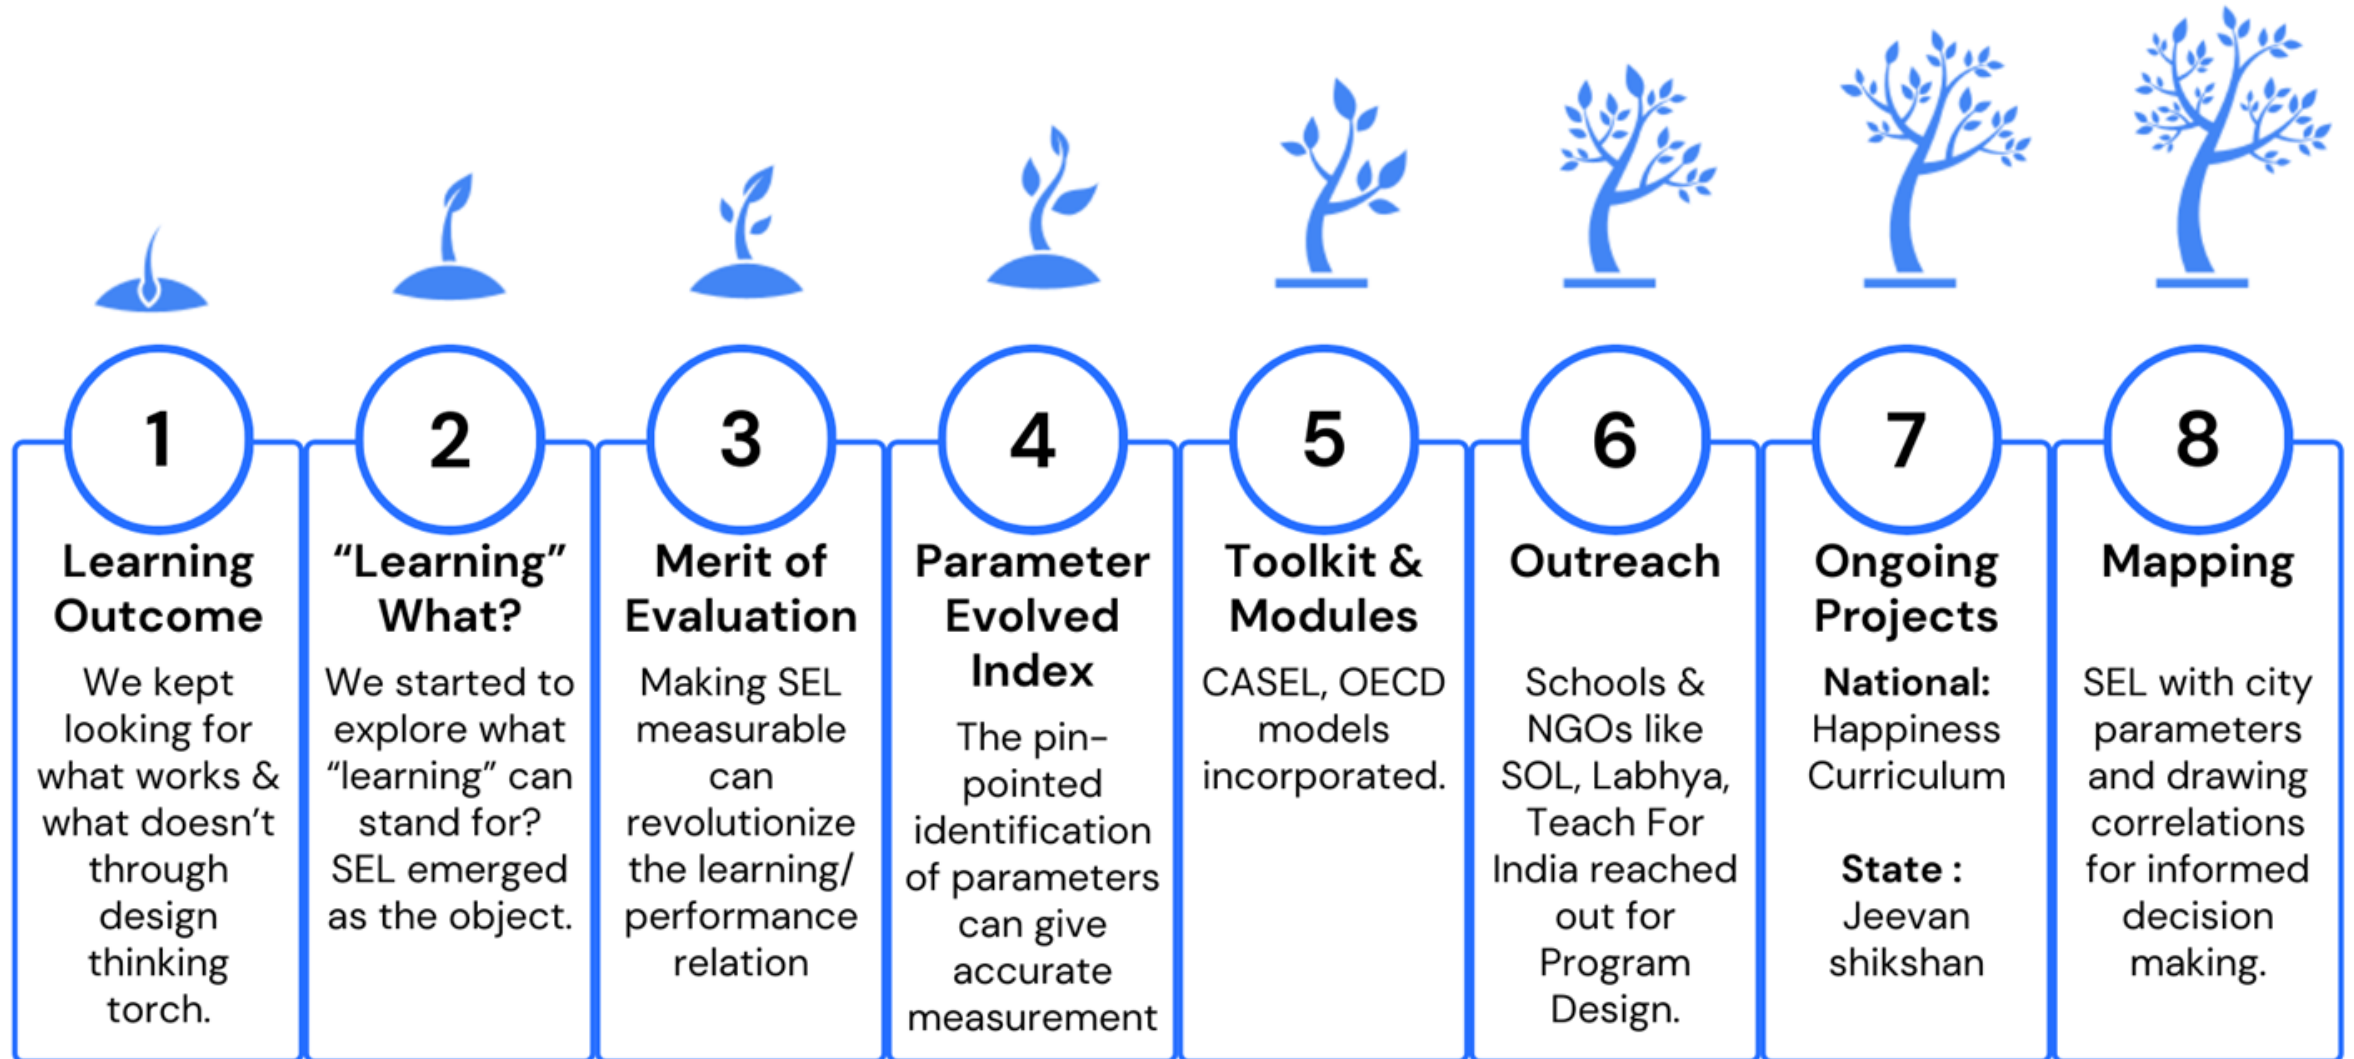 1
Learning
Outcome
We kept
looking for
what works &
what doesn’t
through
design
thinking
torch.
2
“Learning”
What?
We started to
explore what
“learning” can
stand for?
SEL emerged
as the object.
3
Merit of
Evaluation
Making SEL
measurable
can
revolutionize
the learning/
performance
relation
4
Parameter
Evolved
Index
The pin-
pointed
identification
of parameters
can give
accurate
measurement
5
Toolkit &
Modules
CASEL, OECD
models
incorporated.
6
Outreach
Schools &
NGOs like
SOL, Labhya,
Teach For
India reached
out for
Program
Design.
7
Ongoing
Projects
National:
Happiness
Curriculum
State :
Jeevan
shikshan
8
Mapping
SEL with city
parameters
and drawing
correlations
for informed
decision
making.